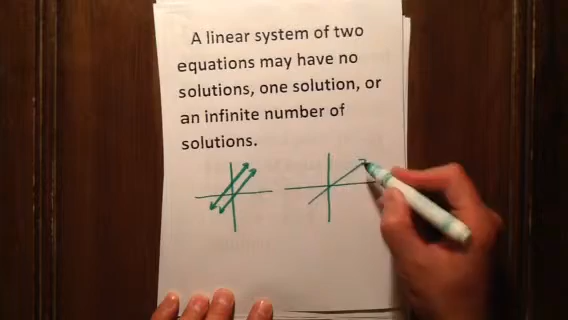 A linear system of two
equations may have no
solutions, one solution, or
an infinite number of
solutions.